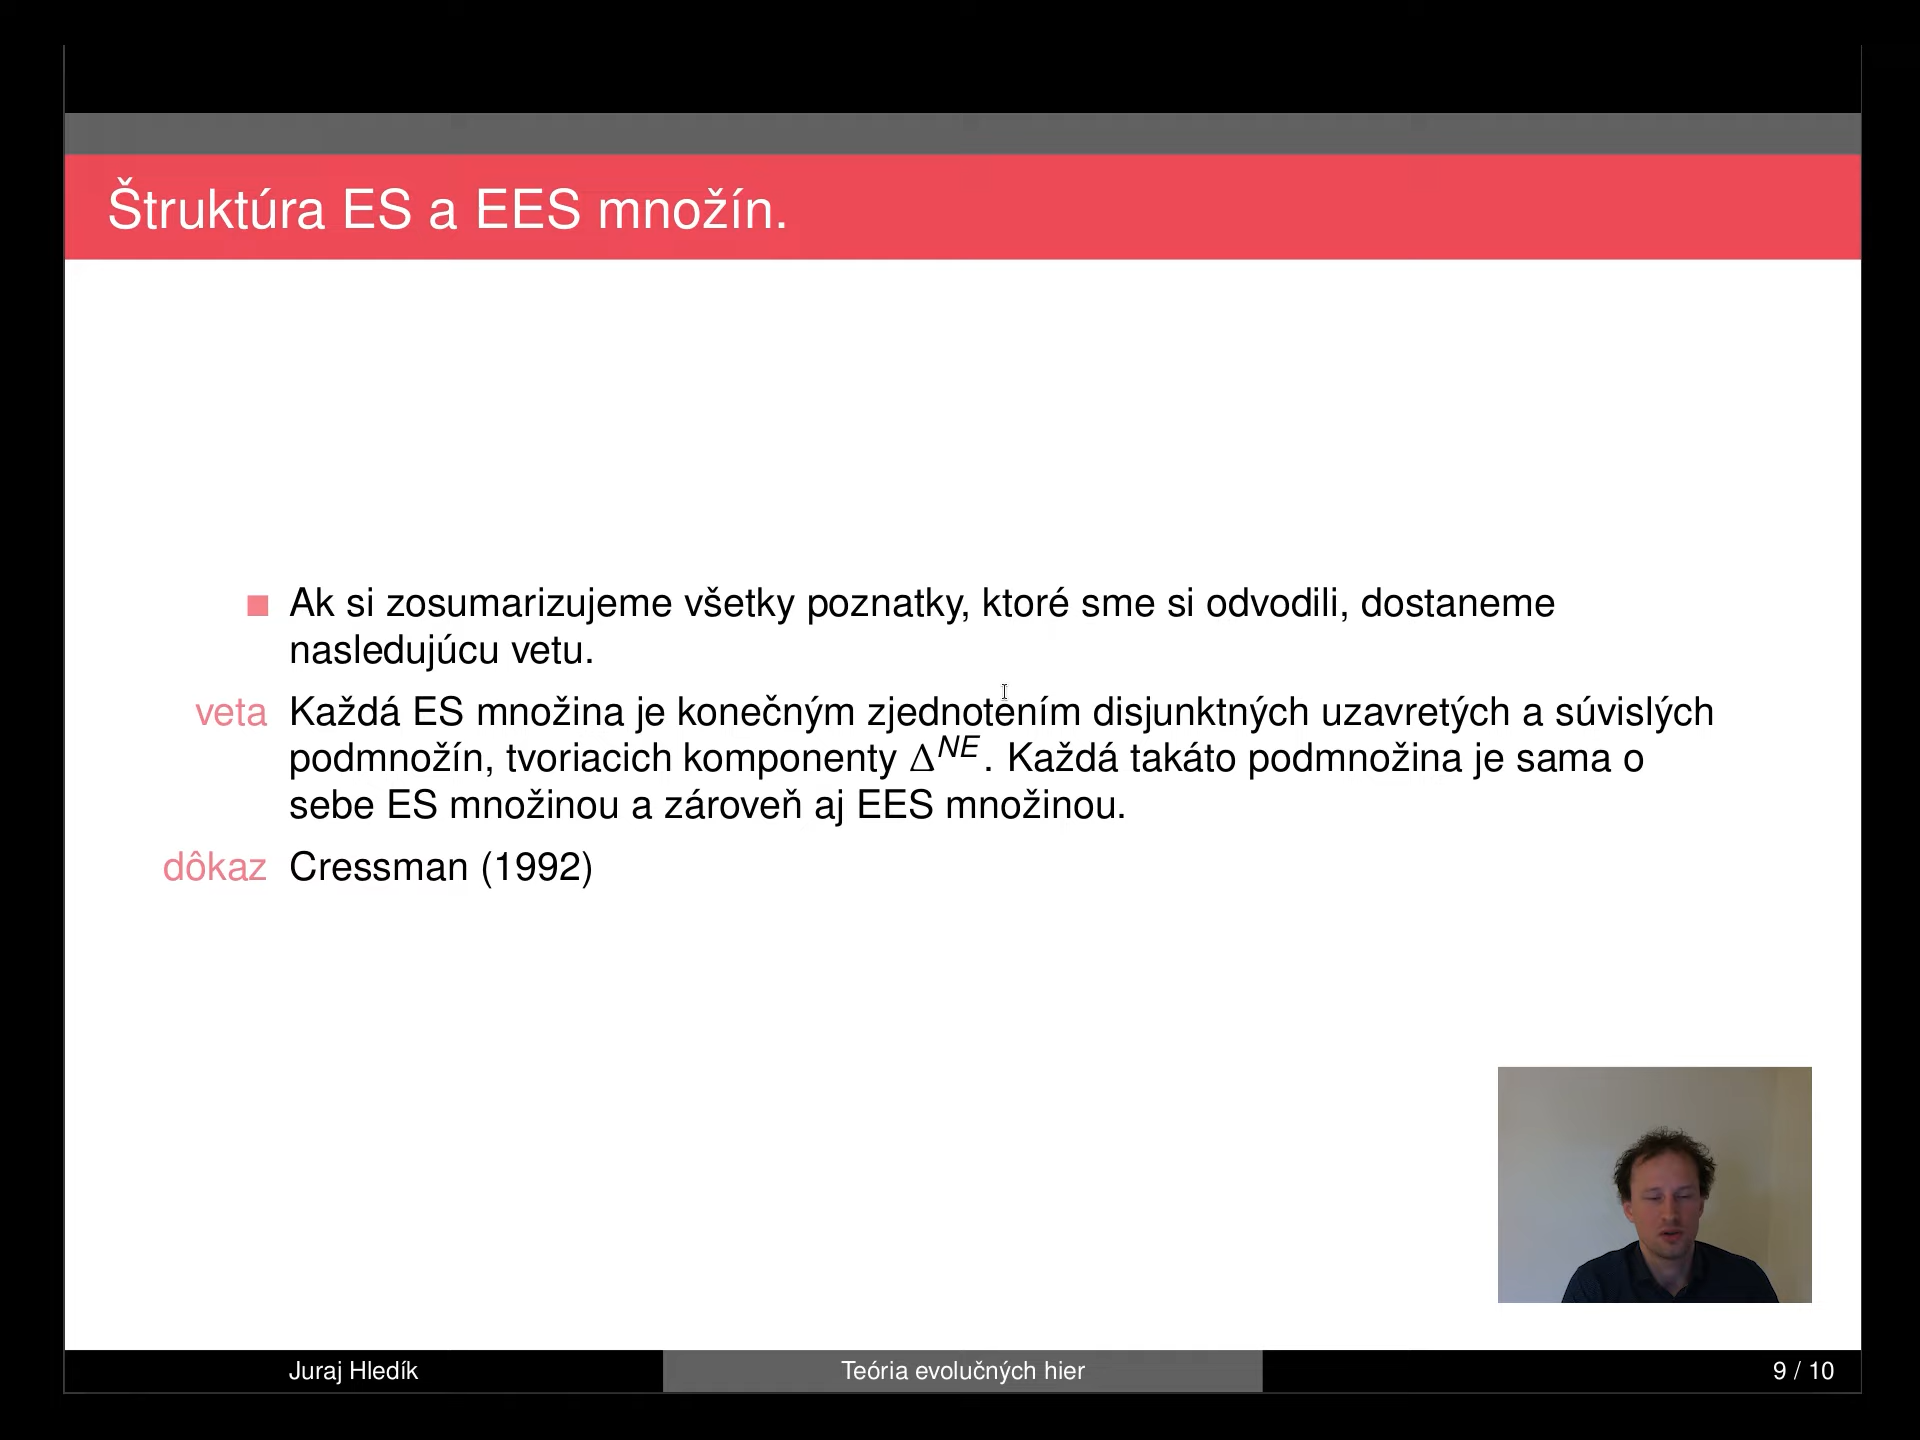 Štruktúra ES a EES množín.
Ak si zosumarizujeme všetky poznatky, ktoré sme si odvodili, dostaneme
nasledujúcu vetu.
veta Každá ES množina je konečným zjednotením disjunktných uzavretých a súvislých
podmnožín, tvoriacich komponenty Δ^NE. Každá takáto podmnožina je sama o
sebe ES množinou a zároveň aj EES množinou.
dôkaz Cressman (1992)
Juraj Hledík Teória evolučných hier 9 / 10